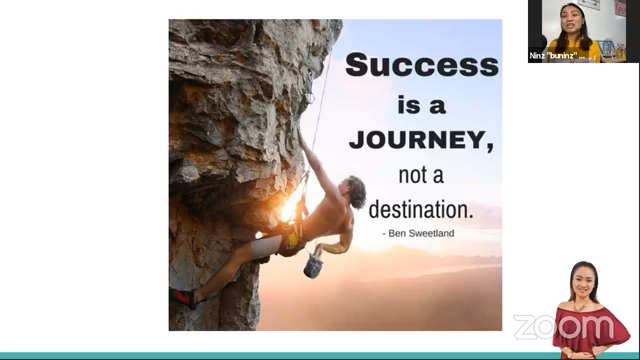 Success
is a
JOURNEY,
not a
destination.
- Ben Sweetland
Ninz "buninz" ...
zoom